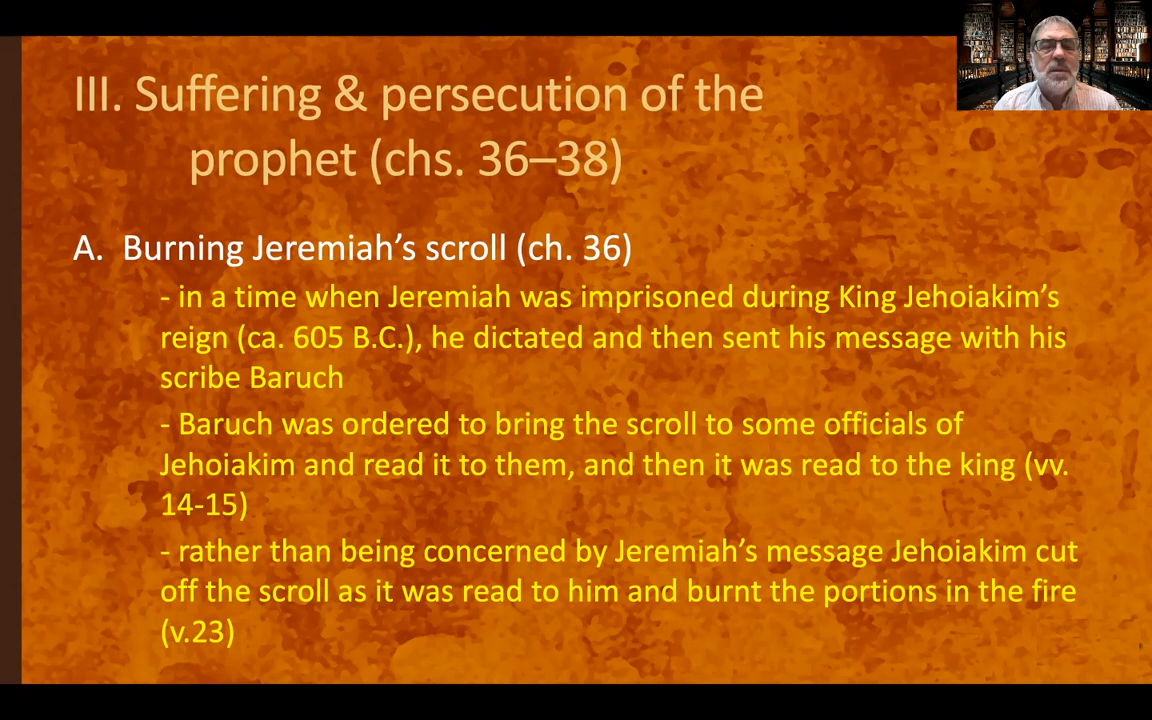 III. Suffering & persecution of the
prophet (chs. 36–38)
A. Burning Jeremiah’s scroll (ch. 36)
- in a time when Jeremiah was imprisoned during King Jehoiakim’s
reign (ca. 605 B.C.), he dictated and then sent his message with his
scribe Baruch
- Baruch was ordered to bring the scroll to some officials of
Jehoiakim and read it to them, and then it was read to the king (vv.
14-15)
- rather than being concerned by Jeremiah’s message Jehoiakim cut
off the scroll as it was read to him and burnt the portions in the fire
(v.23)